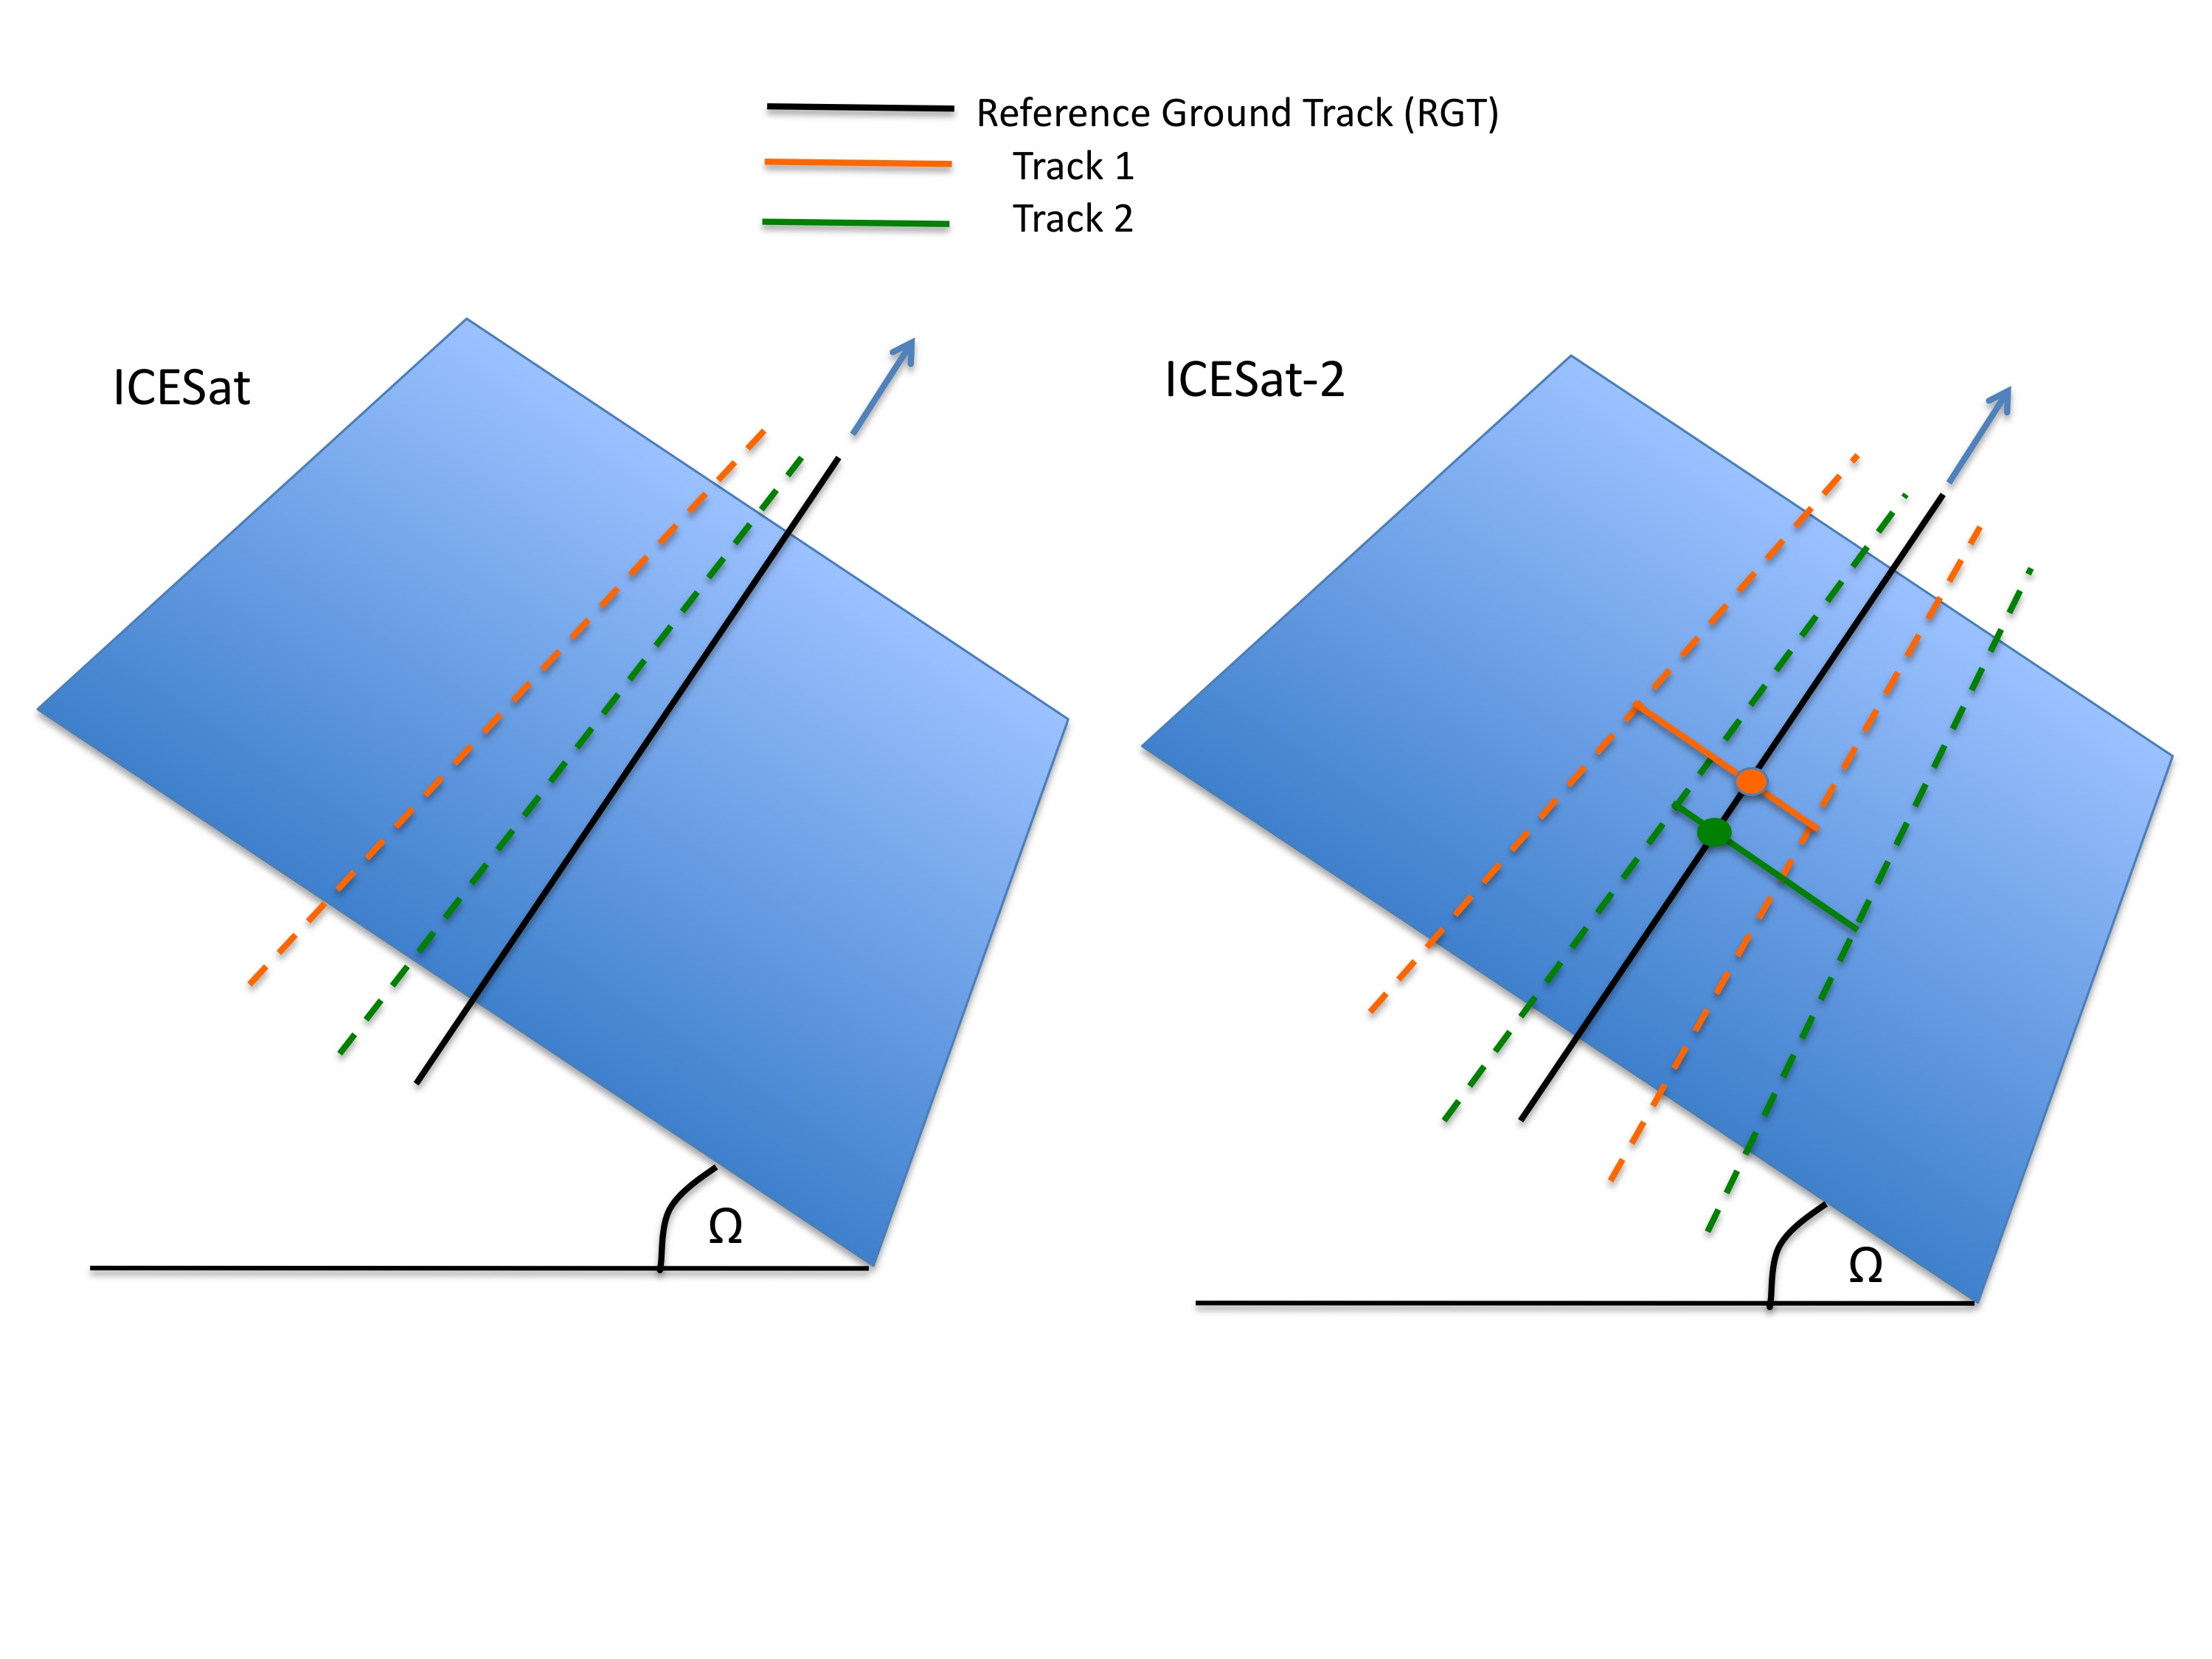 Reference Ground Track (RGT)
Track 1
Track 2
ICESat
ICESat-2
Ω
Ω